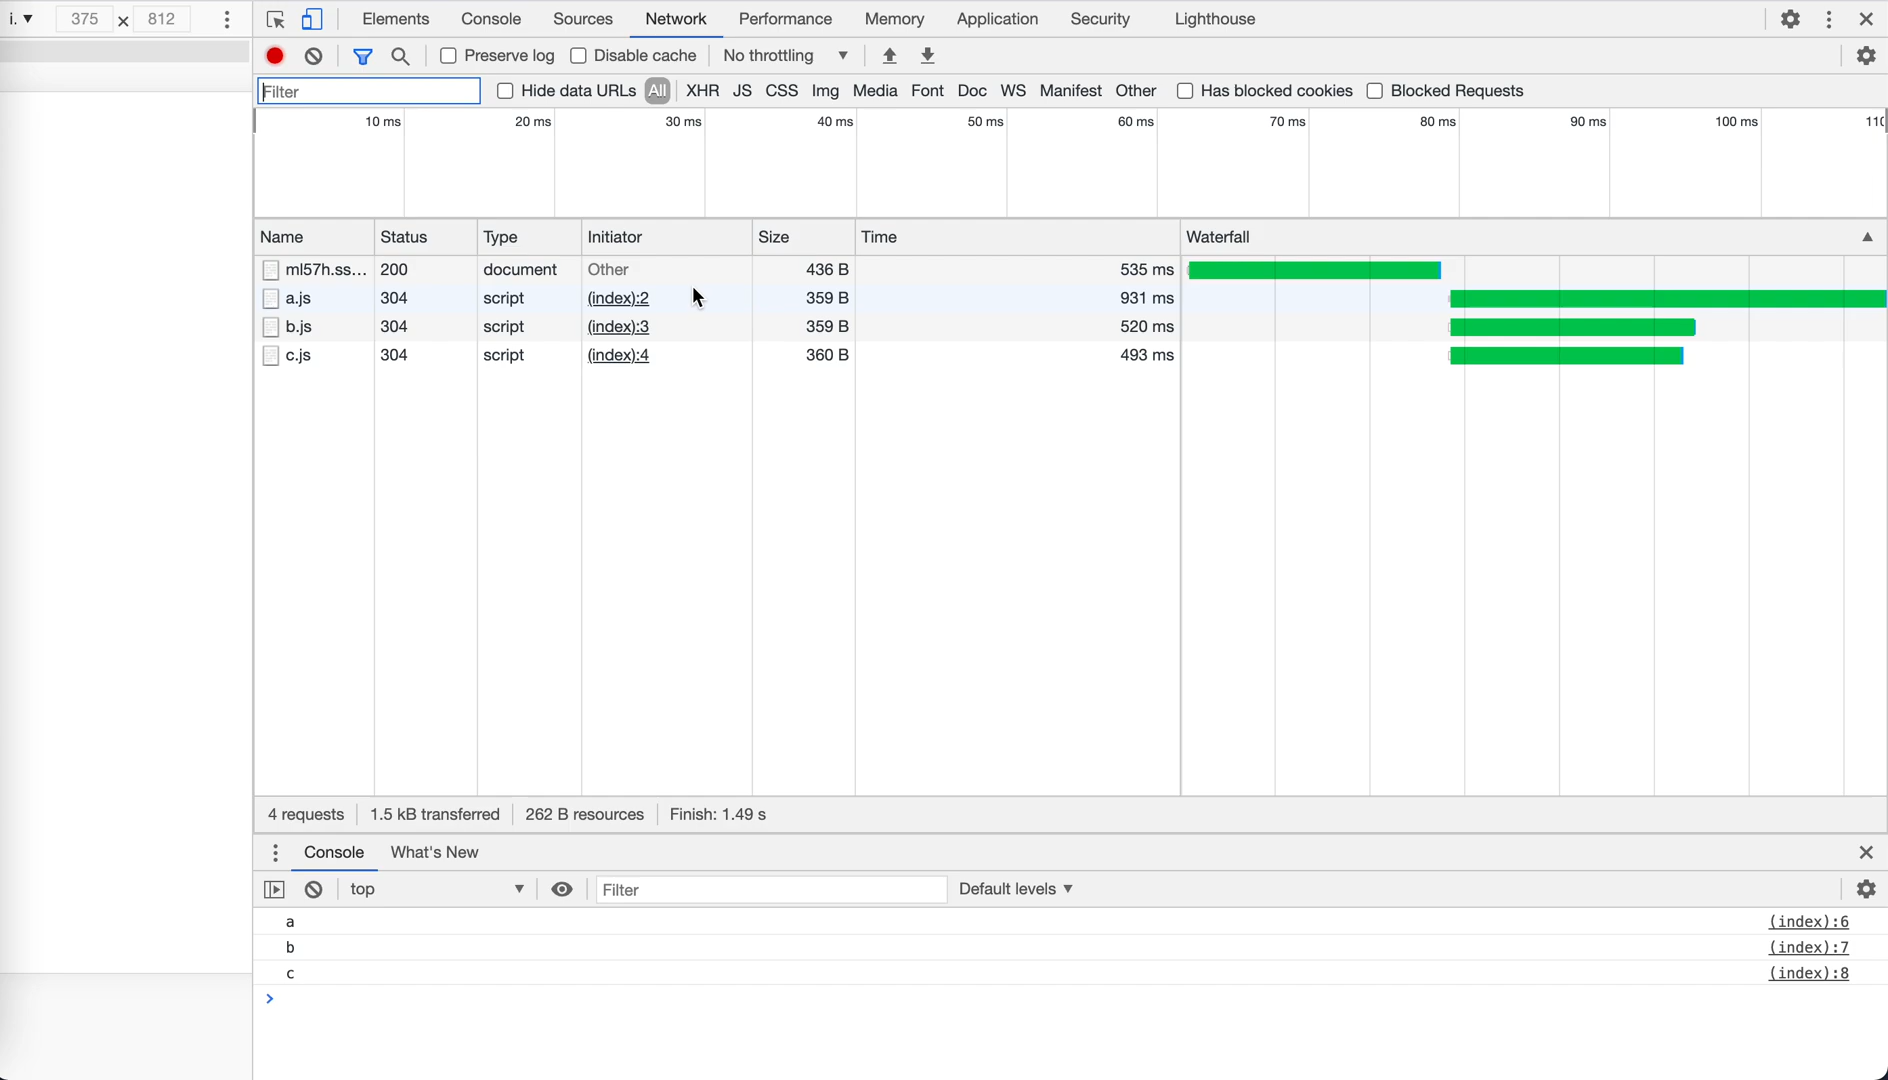 i. ▼ 375 × 812 Elements Console Sources Network Performance Memory Application Security Lighthouse
Preserve log Disable cache No throttling ▼
Filter Hide data URLs All XHR JS CSS Img Media Font Doc WS Manifest Other Has blocked cookies Blocked Requests
10 ms 20 ms 30 ms 40 ms 50 ms 60 ms 70 ms 80 ms 90 ms 100 ms 110
Name Status Type Initiator Size Time Waterfall ▲
ml57h.ss... 200 document Other 436 B 535 ms
a.js 304 script (index):2 359 B 931 ms
b.js 304 script (index):3 359 B 520 ms
c.js 304 script (index):4 360 B 493 ms
4 requests 1.5 kB transferred 262 B resources Finish: 1.49 s
Console What's New
top ▼ Filter Default levels ▼
a (index):6
b (index):7
c (index):8